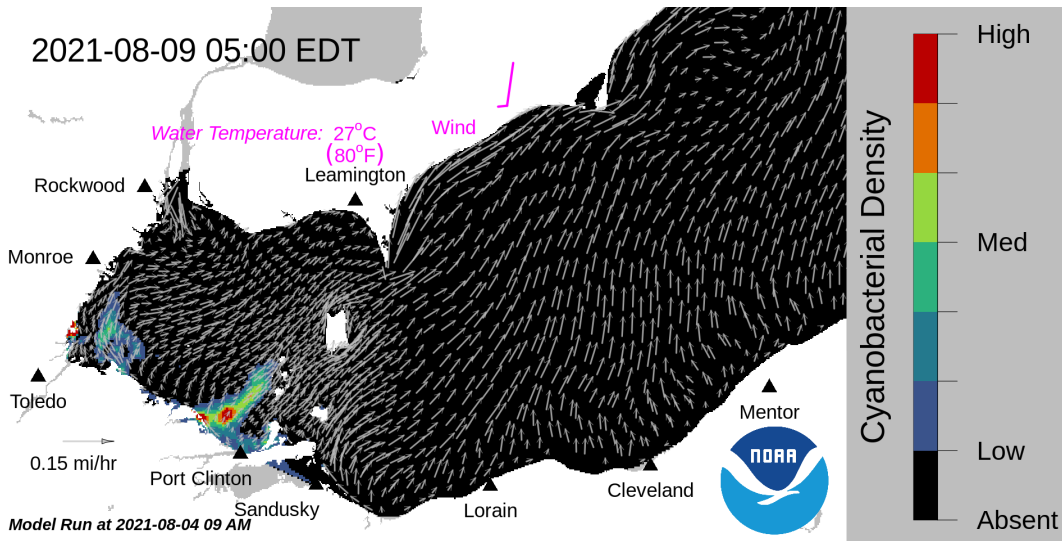 2021-08-09 05:00 EDT
Water Temperature: 27°C
(80°F)
Wind
Leamington
Rockwood
Monroe
Toledo
0.15 mi/hr
Port Clinton
Sandusky
Lorain
Cleveland
Mentor
NOAA
Model Run at 2021-08-04 09 AM
Cyanobacterial Density
High
Med
Low
Absent